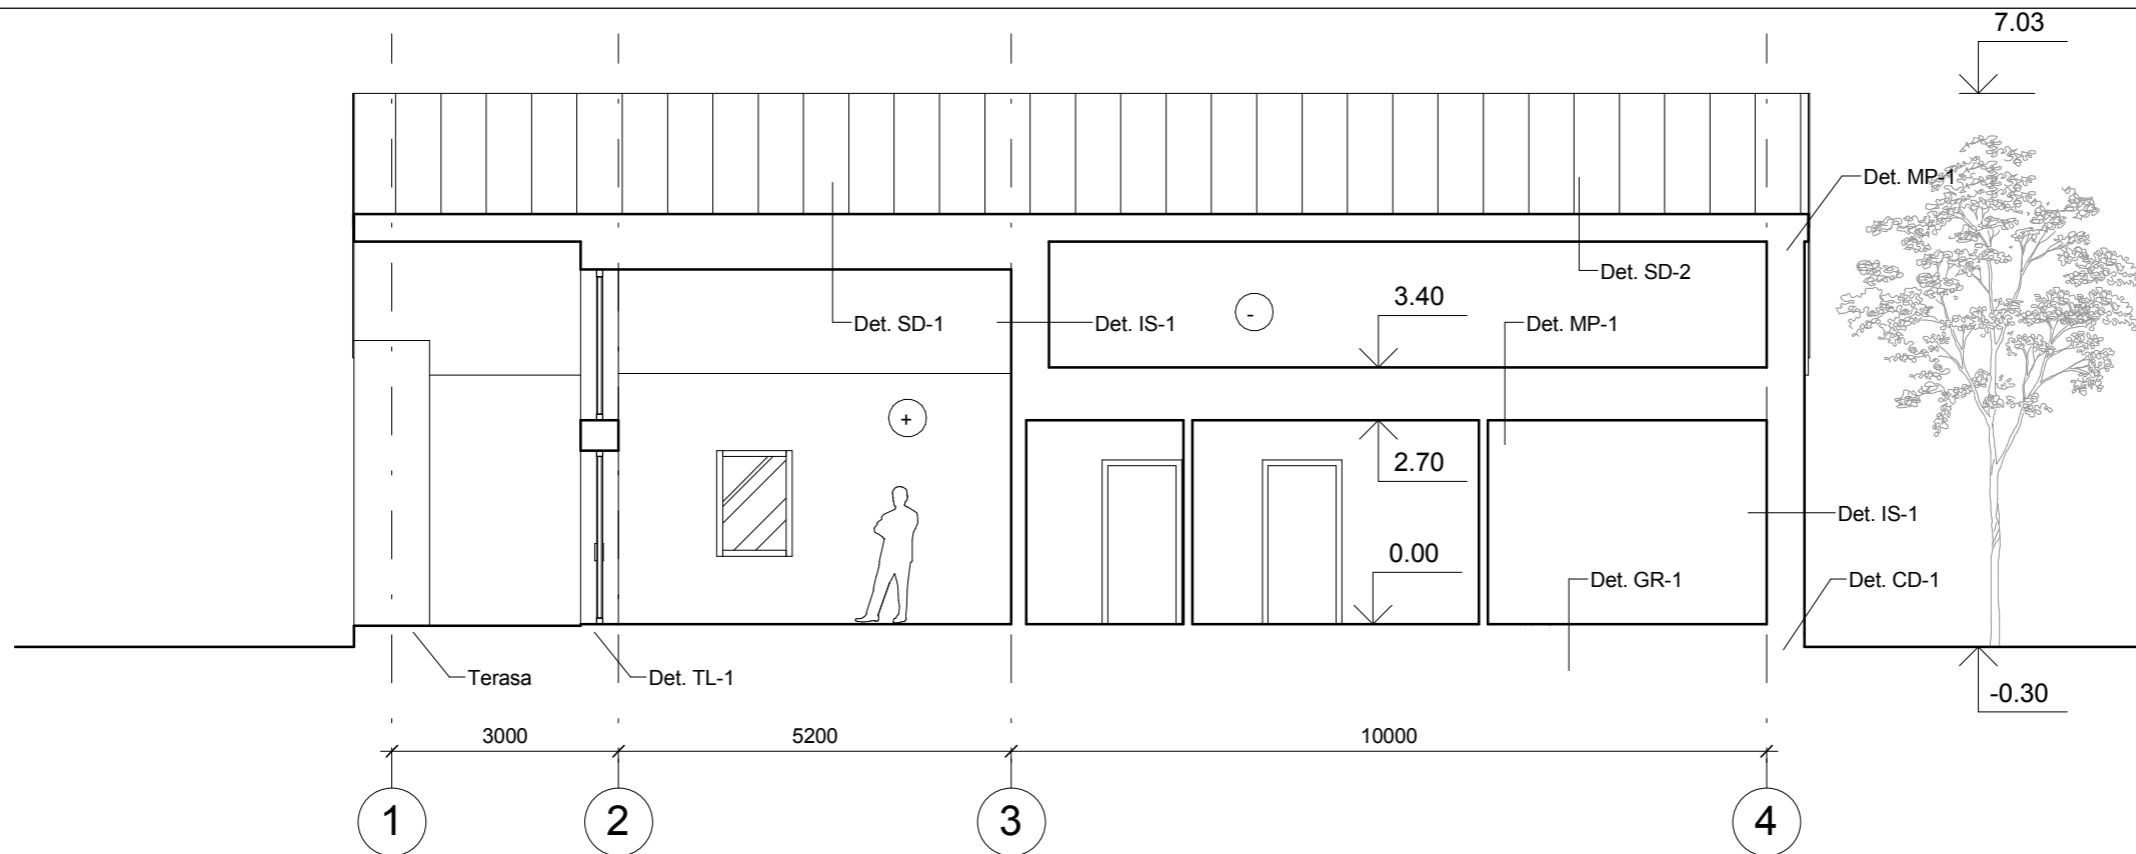 7.03
Det. MP-1
Det. SD-2
3.40
Det. SD-1
Det. IS-1
-
Det. MP-1
+
2.70
Det. IS-1
0.00
Det. GR-1
Det. CD-1
Terasa
Det. TL-1
-0.30
3000
5200
10000
1
2
3
4